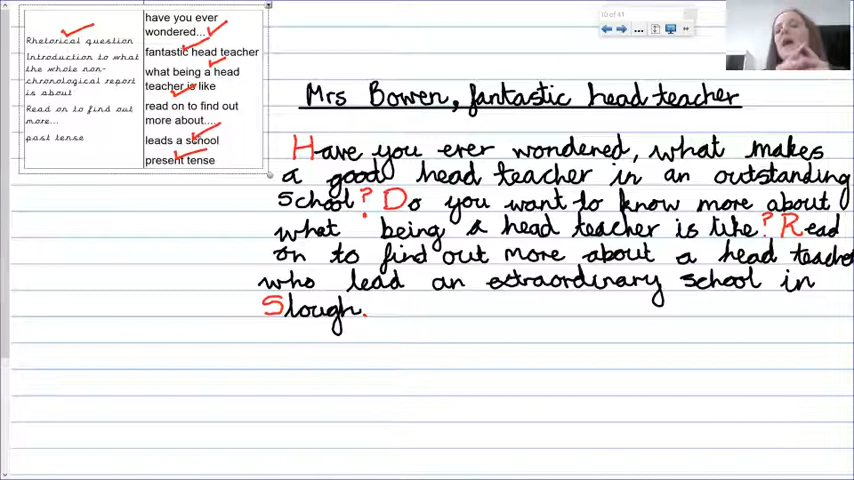 Rhetorical question
Introduction to what
the whole non-
chronological report
is about
Read on to find out
more...
past tense
have you ever
wondered...
fantastic head teacher
what being a head
teacher is like
read on to find out
more about....
leads a school
present tense
10 of 41
Mrs Bowen, fantastic head teacher
Have you ever wondered, what makes
a good head teacher in an outstanding
school? Do you want to know more about
what being a head teacher is like? Read
on to find out more about a head teacher
who lead an extraordinary school in
Slough.